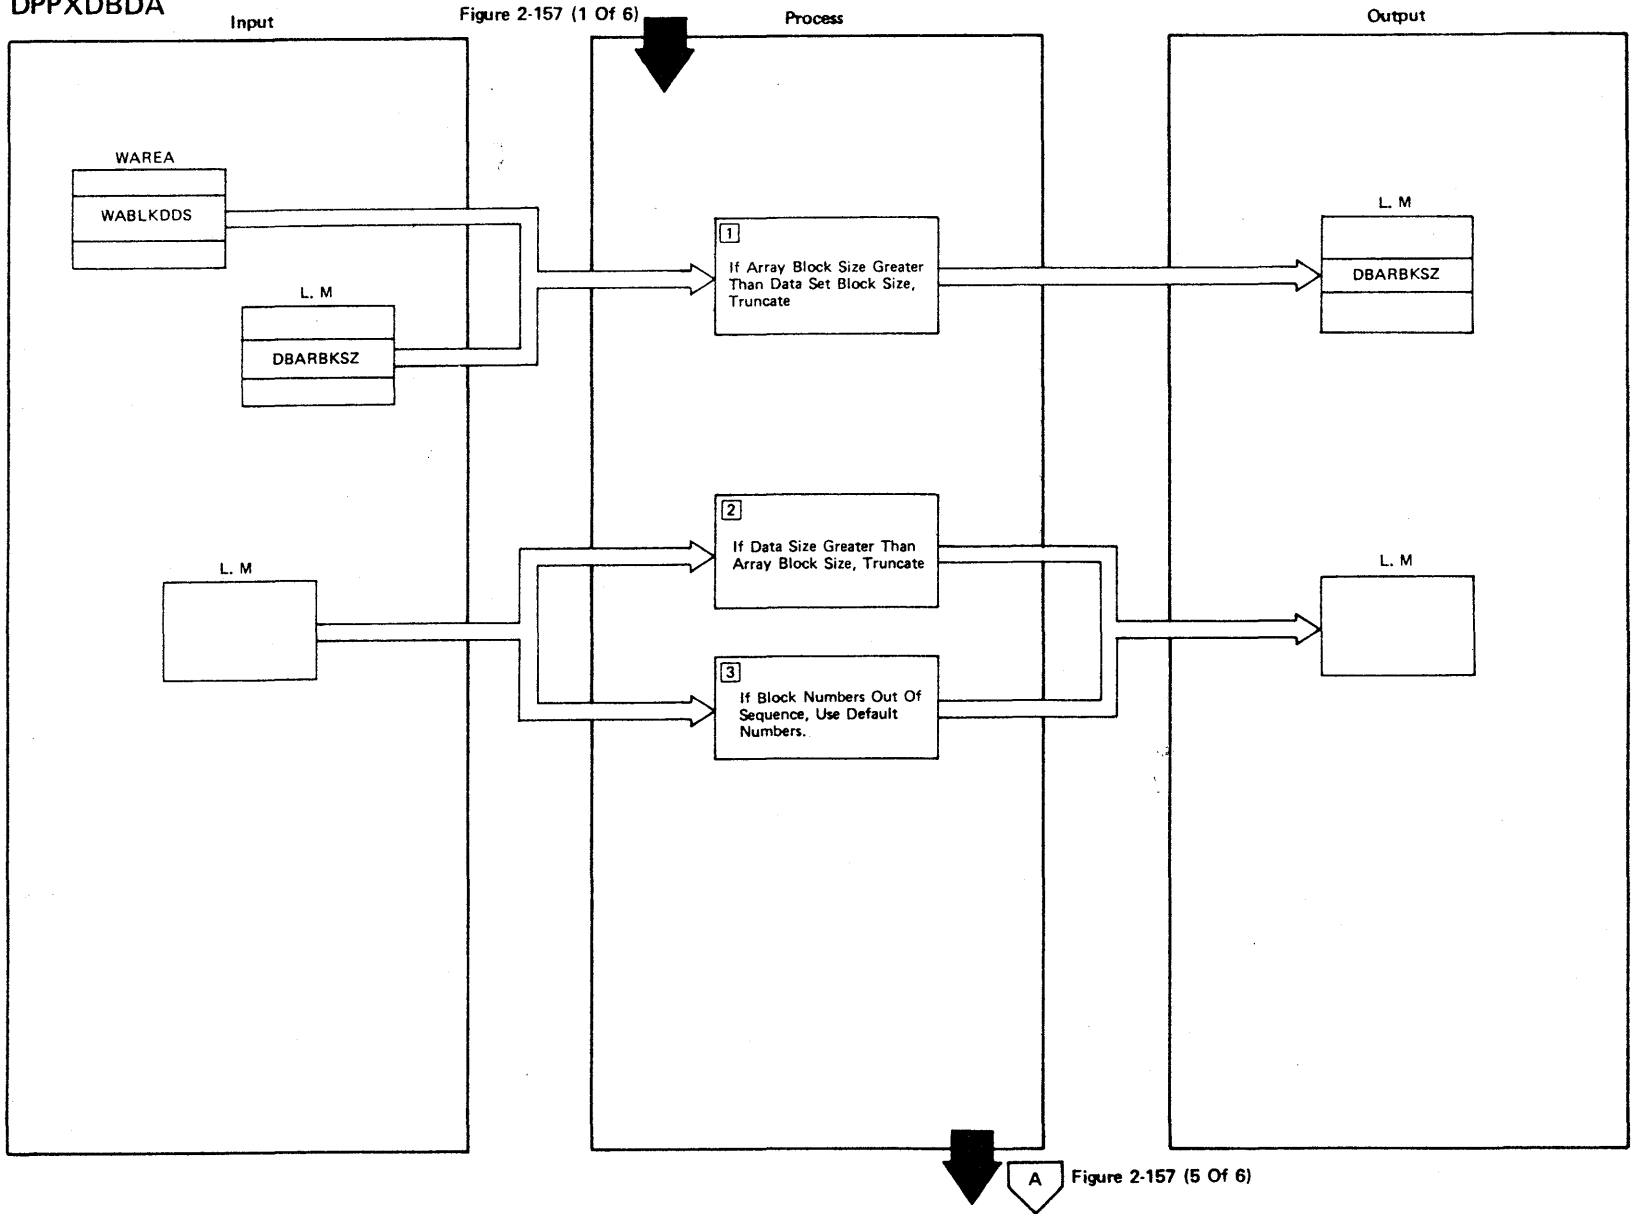 DPPXDBDA
Input
Figure 2-157 (1 Of 6)
Process
Output
WAREA
WABLKDDS
L. M
DBARBKSZ
1
If Array Block Size Greater
Than Data Set Block Size,
Truncate
L. M
DBARBKSZ
L. M
2
If Data Size Greater Than
Array Block Size, Truncate
3
If Block Numbers Out Of
Sequence, Use Default
Numbers.
L. M
A
Figure 2-157 (5 Of 6)